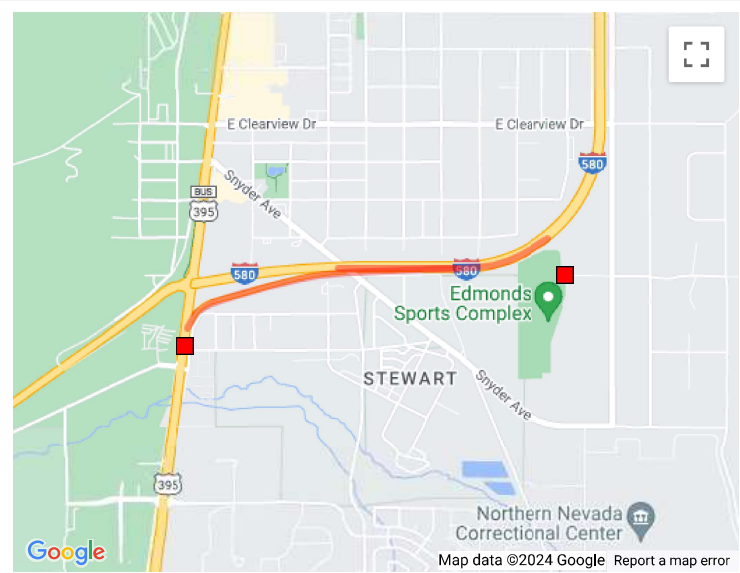 E Clearview Dr
E Clearview Dr
580
Snyder Ave
BUS
395
580
580
Edmonds
Sports Complex
STEWART
Snyder Ave
395
Northern Nevada
Correctional Center
Google
Map data ©2024 Google
Report a map error